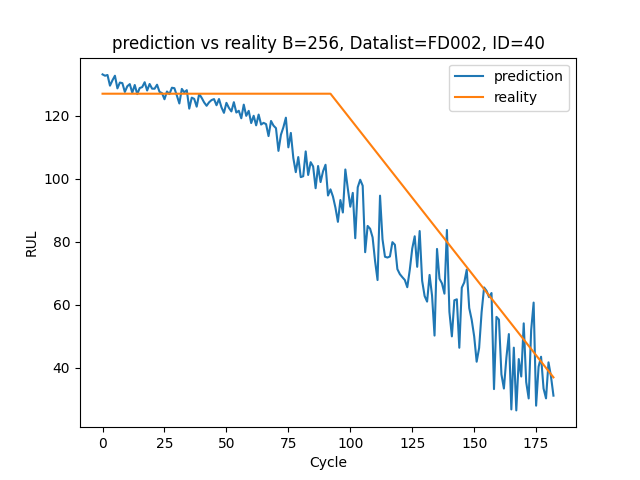 prediction vs reality B=256, Datalist=FD002, ID=40
prediction
reality
RUL
120
100
80
60
40
0 25 50 75 100 125 150 175
Cycle